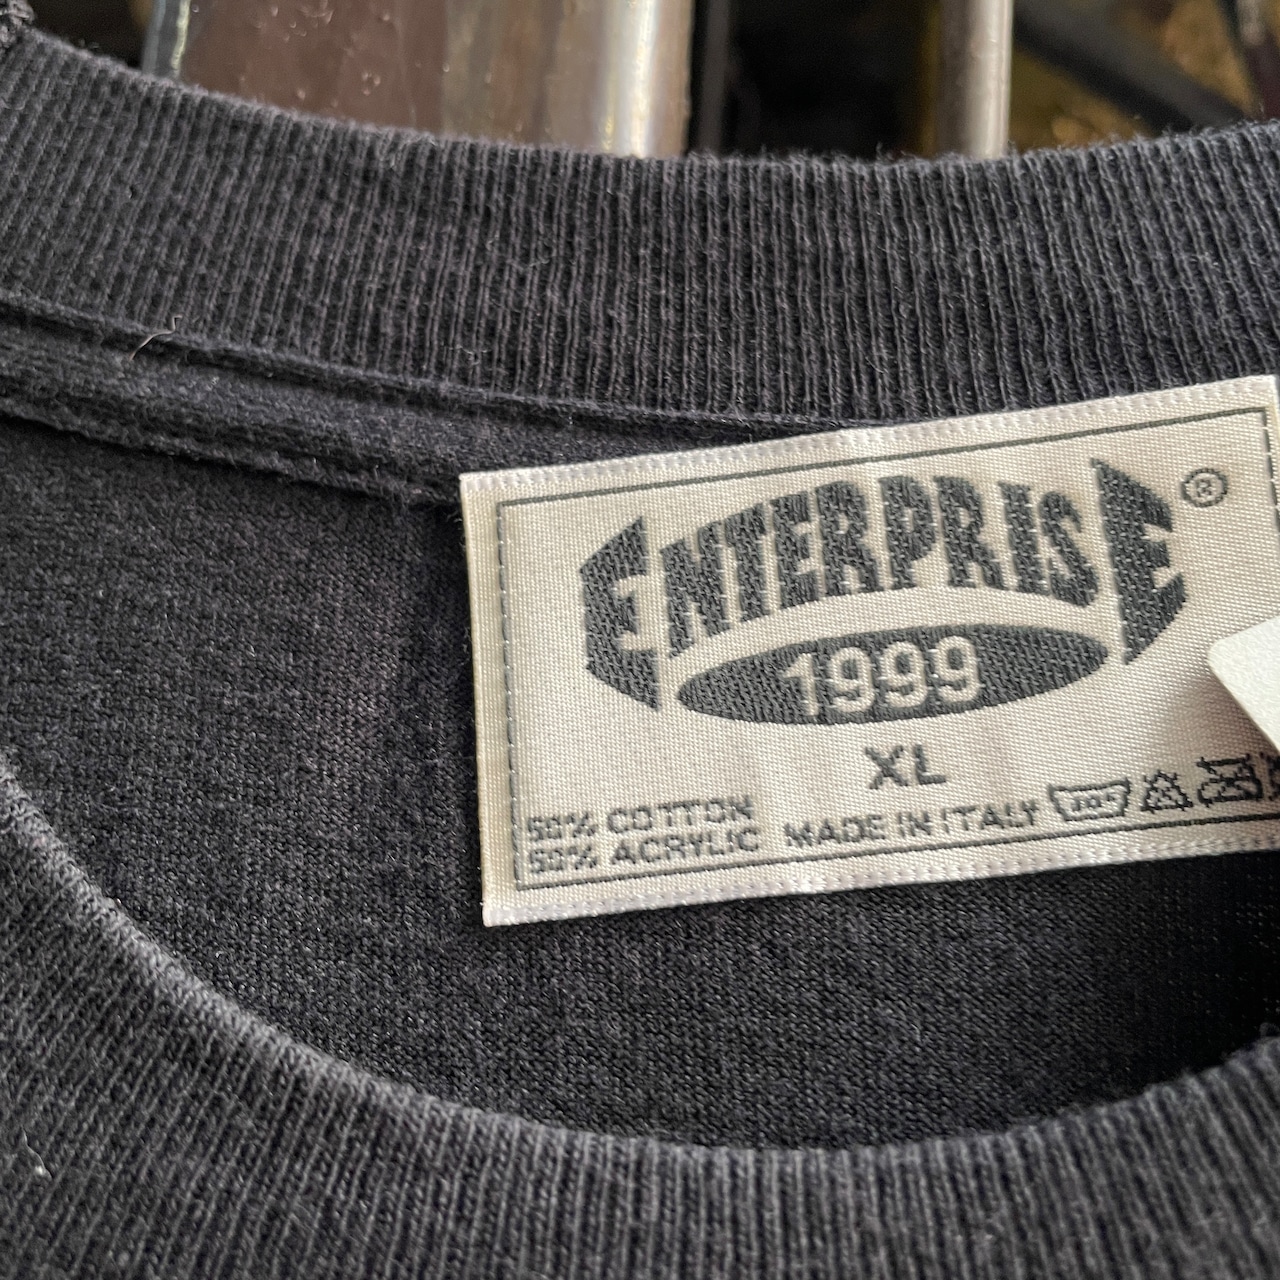 ENTERPRISE®
1999
XL
50% COTTON
50% ACRYLIC MADE IN ITALY